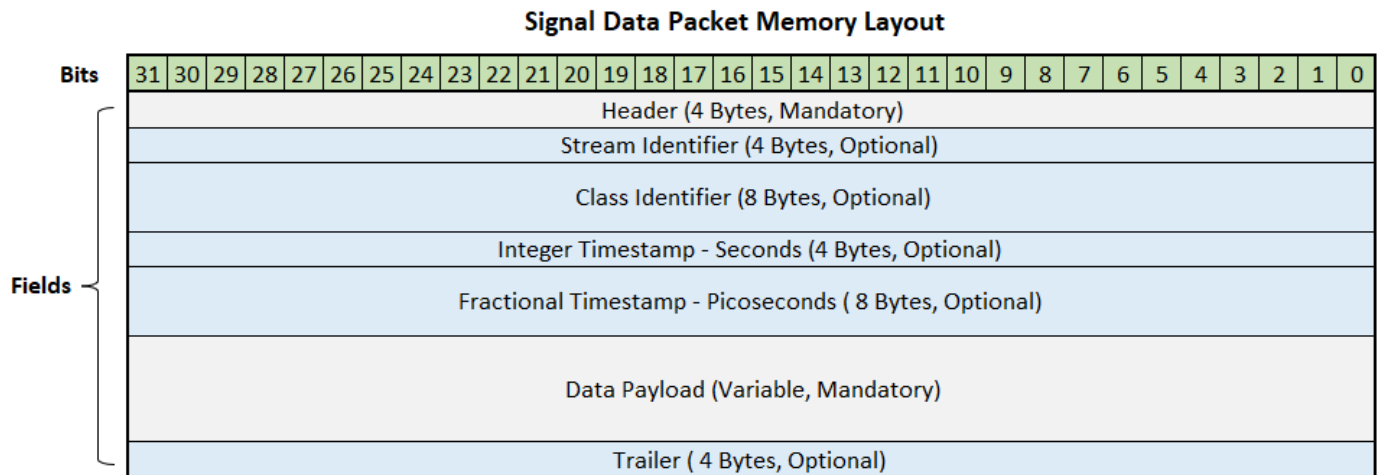 Signal Data Packet Memory Layout
Bits 31 30 29 28 27 26 25 24 23 22 21 20 19 18 17 16 15 14 13 12 11 10 9 8 7 6 5 4 3 2 1 0
Header (4 Bytes, Mandatory)
Stream Identifier (4 Bytes, Optional)
Class Identifier (8 Bytes, Optional)
Integer Timestamp - Seconds (4 Bytes, Optional)
Fields
Fractional Timestamp - Picoseconds ( 8 Bytes, Optional)
Data Payload (Variable, Mandatory)
Trailer ( 4 Bytes, Optional)